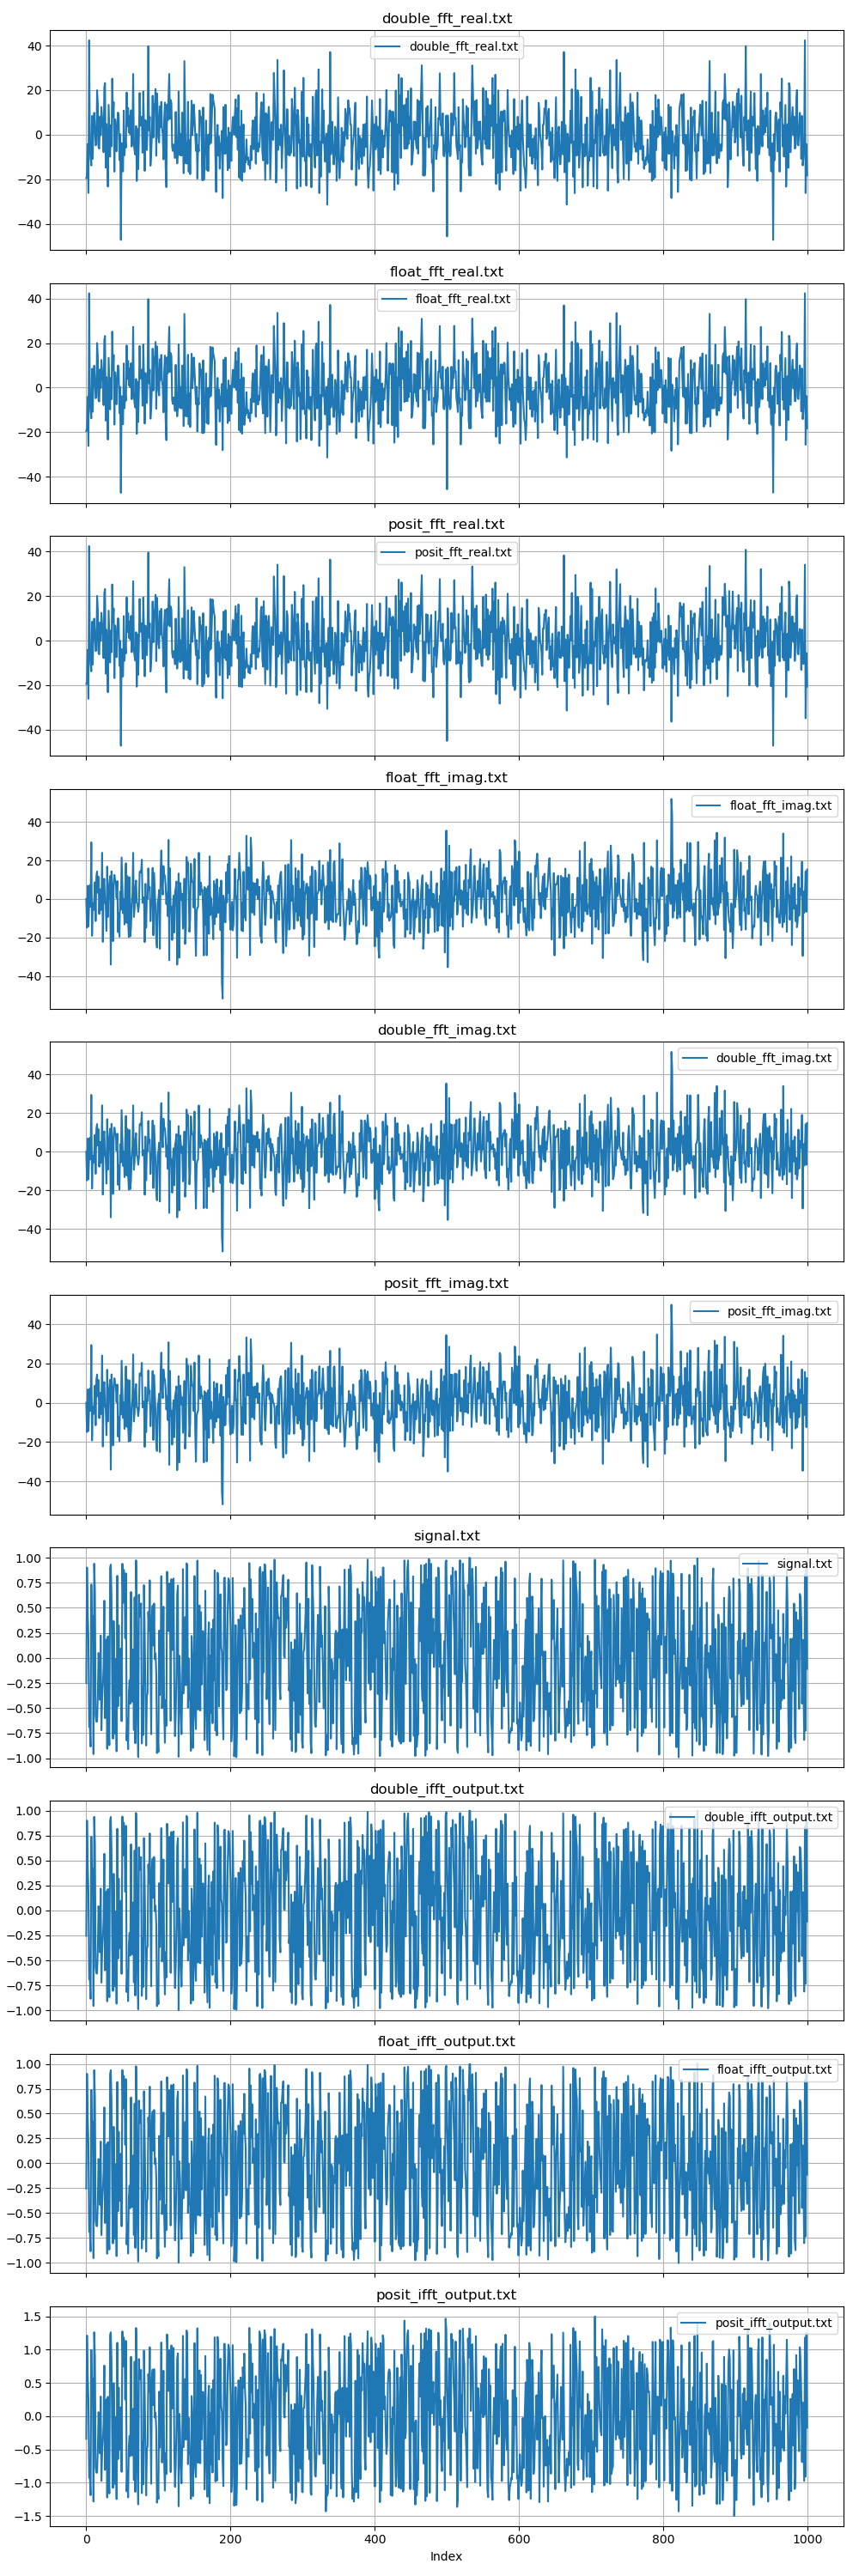 double_fft_real.txt
double_fft_real.txt
40
20
0
−20
−40
float_fft_real.txt
float_fft_real.txt
40
20
0
−20
−40
posit_fft_real.txt
posit_fft_real.txt
40
20
0
−20
−40
float_fft_imag.txt
float_fft_imag.txt
40
20
0
−20
−40
double_fft_imag.txt
double_fft_imag.txt
40
20
0
−20
−40
posit_fft_imag.txt
posit_fft_imag.txt
40
20
0
−20
−40
signal.txt
signal.txt
1.00
0.75
0.50
0.25
0.00
−0.25
−0.50
−0.75
−1.00
double_ifft_output.txt
double_ifft_output.txt
1.00
0.75
0.50
0.25
0.00
−0.25
−0.50
−0.75
−1.00
float_ifft_output.txt
float_ifft_output.txt
1.00
0.75
0.50
0.25
0.00
−0.25
−0.50
−0.75
−1.00
posit_ifft_output.txt
posit_ifft_output.txt
1.5
1.0
0.5
0.0
−0.5
−1.0
−1.5
0 200 400 600 800 1000
Index